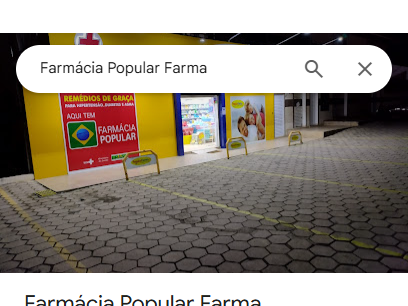 Farmácia Popular Farma
REMÉDIOS DE GRAÇA
PARA HIPERTENSÃO, DIABETES E ASMA
AQUI TEM
FARMÁCIA
POPULAR
Farmácia Popular Farma